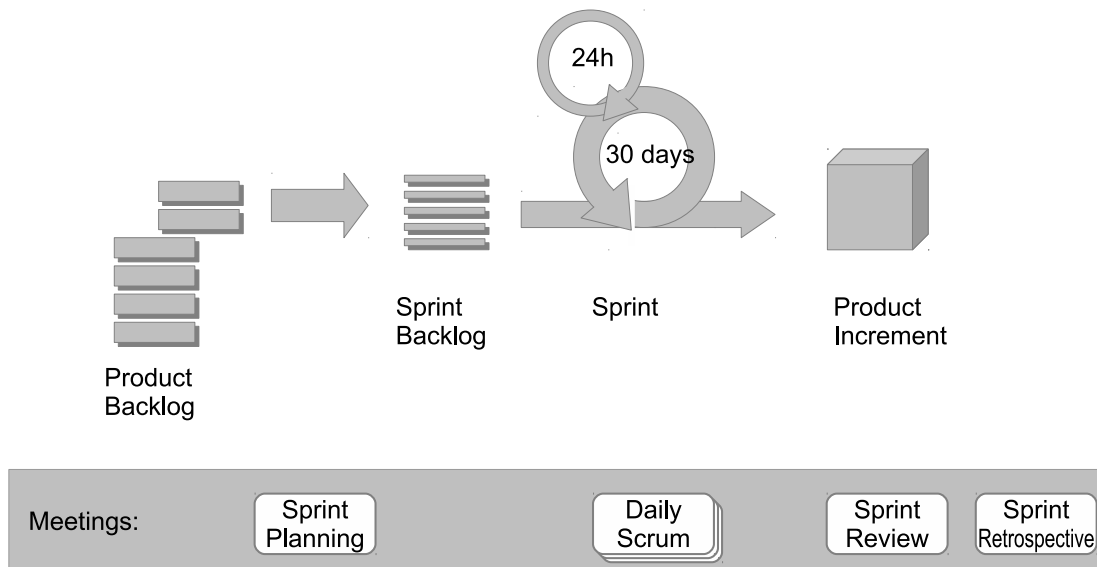 24h
30 days
Sprint
Backlog
Sprint
Product
Increment
Product
Backlog
Meetings:
Sprint
Planning
Daily
Scrum
Sprint
Review
Sprint
Retrospective